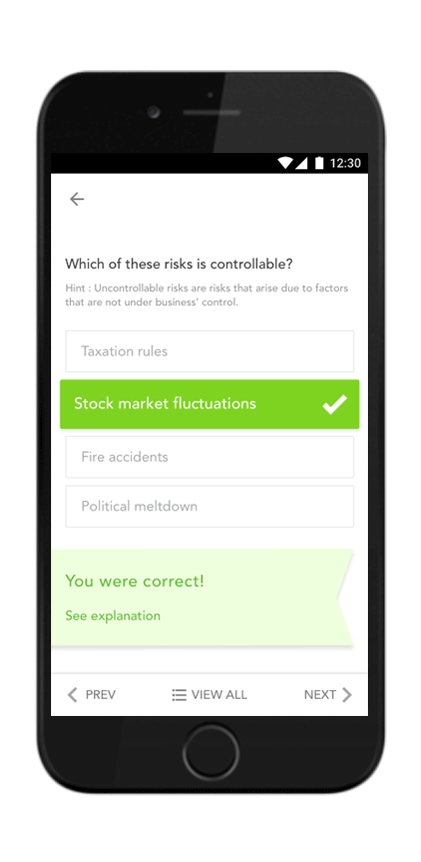 12:30
Which of these risks is controllable?
Hint : Uncontrollable risks are risks that arise due to factors
that are not under business' control.
Taxation rules
Stock market fluctuations
Fire accidents
Political meltdown
You were correct!
See explanation
PREV
VIEW ALL
NEXT